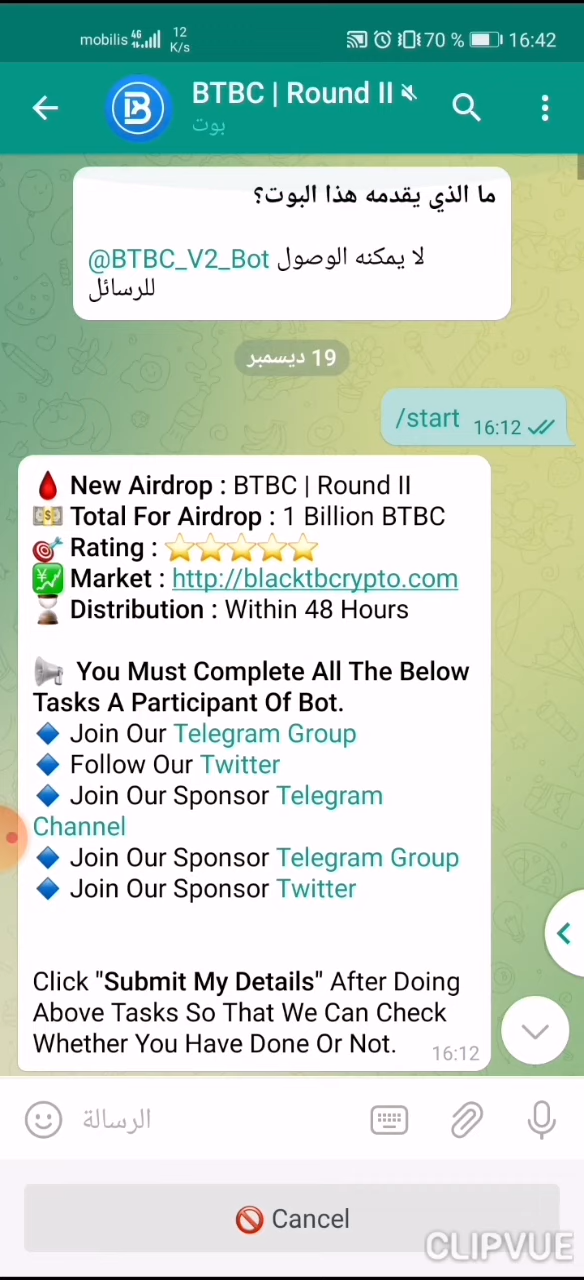 mobilis 4G 12 K/s 70 % 16:42
BTBC | Round II
بوت
ما الذي يقدمه هذا البوت؟
لا يمكنه الوصول @BTBC_V2_Bot
للرسائل
19 ديسمبر
/start 16:12
New Airdrop : BTBC | Round II
Total For Airdrop : 1 Billion BTBC
Rating :
Market : http://blacktbcrypto.com
Distribution : Within 48 Hours
You Must Complete All The Below
Tasks A Participant Of Bot.
Join Our Telegram Group
Follow Our Twitter
Join Our Sponsor Telegram
Channel
Join Our Sponsor Telegram Group
Join Our Sponsor Twitter
Click "Submit My Details" After Doing
Above Tasks So That We Can Check
Whether You Have Done Or Not. 16:12
الرسالة
Cancel
CLIPVUE